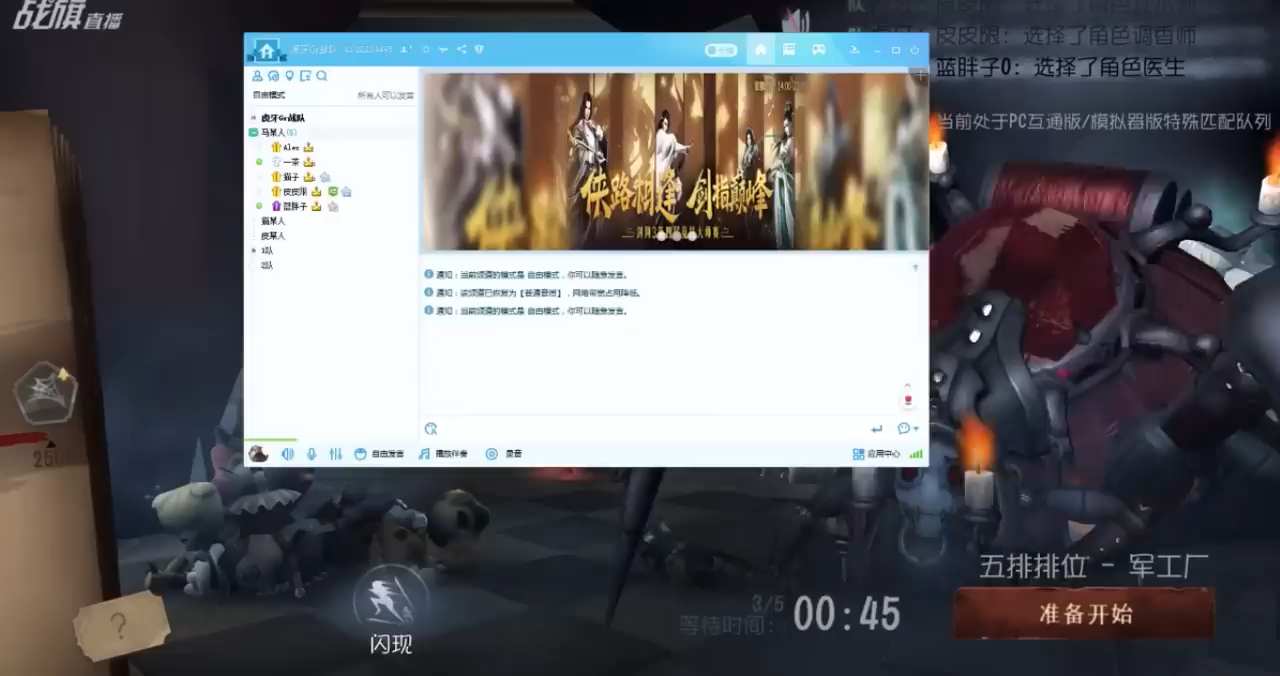 战旗直播
皮皮限：选择了角色调香师
蓝胖子0：选择了角色医生
当前处于PC互通版/模拟器版特殊匹配队列
自由模式
所有人可以发言
虎牙Gr战队
马某人(5)
Alex
一茶
猫子
皮皮限
蓝胖子
猫某人
皮某人
1队
2队
侠路相逢 剑指巅峰
通知：当前频道的模式是 自由模式，你可以随意发言。
通知：该频道已恢复为【普通音质】，网络带宽占用降低。
通知：当前频道的模式是 自由模式，你可以随意发言。
自由发言
播放伴奏
录音
应用中心
250
?
闪现
3/5
等待时间：
00:45
五排排位 - 军工厂
准备开始